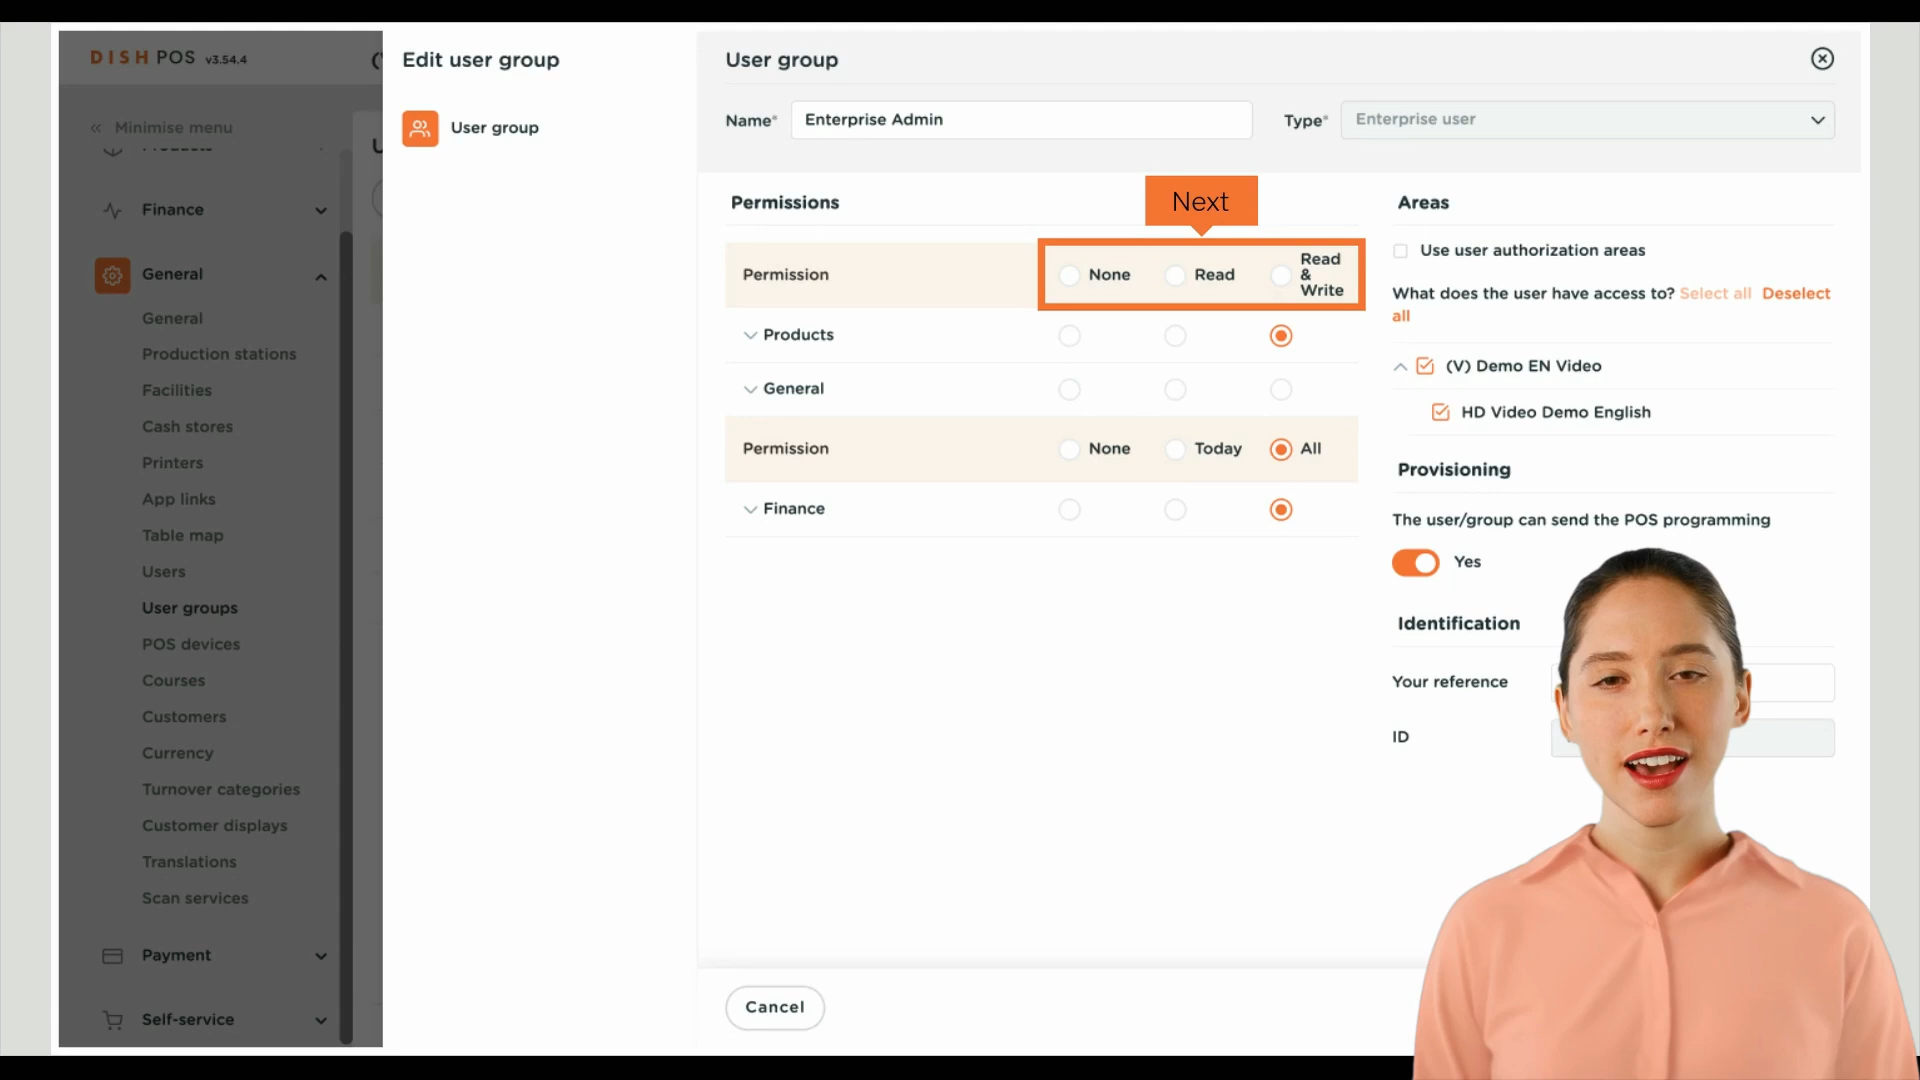 DISH POS v3.54.4
Minimise menu
Products
Finance
General
General
Production stations
Facilities
Cash stores
Printers
App links
Table map
Users
User groups
POS devices
Courses
Customers
Currency
Turnover categories
Customer displays
Translations
Scan services
Payment
Self-service
Edit user group
User group
User group
Name*
Enterprise Admin
Type*
Enterprise user
Permissions
Next
Permission
None
Read
Read
&
Write
Products
General
Permission
None
Today
All
Finance
Cancel
Areas
Use user authorization areas
What does the user have access to? Select all Deselect
all
(V) Demo EN Video
HD Video Demo English
Provisioning
The user/group can send the POS programming
Yes
Identification
Your reference
ID